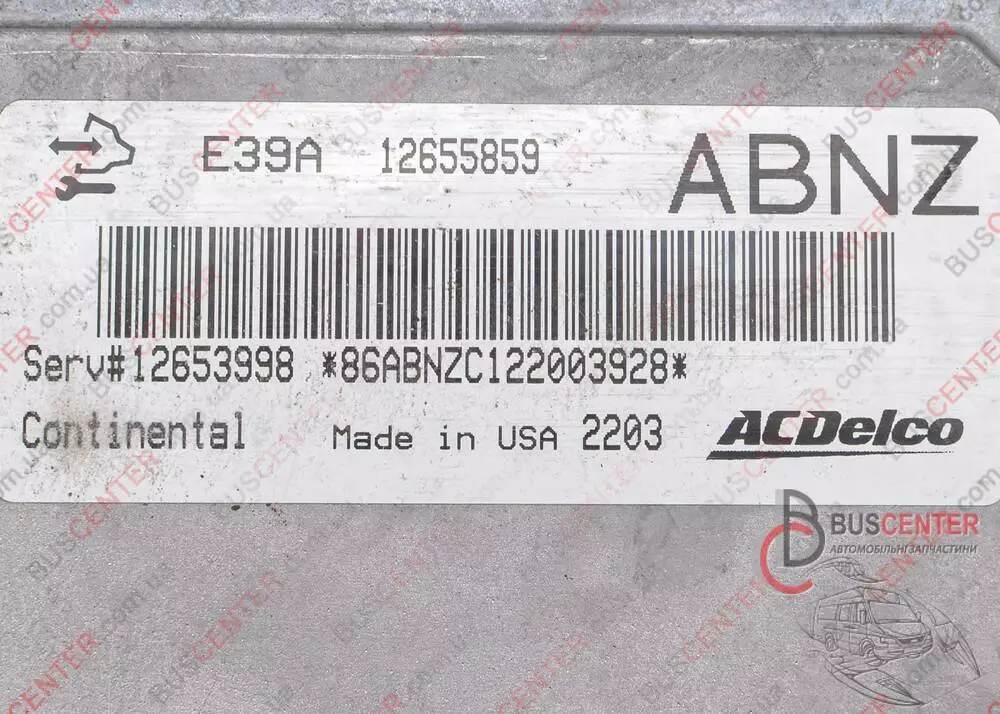 E39A 12655859 ABNZ
Serv#12653998 *86ABNZC122003928*
Continental Made in USA 2203 ACDelco
BUSCENTER
АВТОМОБІЛЬНІ ЗАПЧАСТИНИ